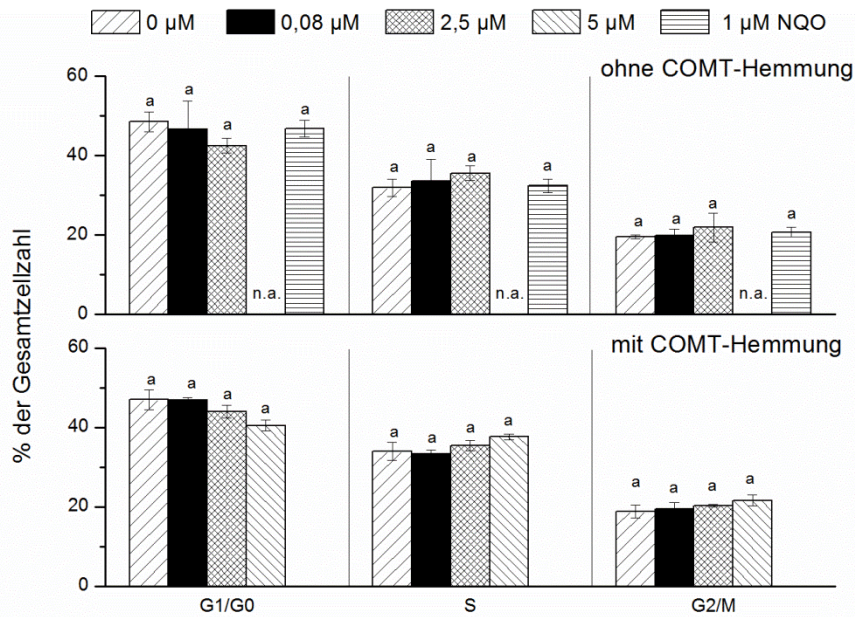 0 µM 0,08 µM 2,5 µM 5 µM 1 µM NQO
% der Gesamtzellzahl
ohne COMT-Hemmung
60
40
20
0
a a a a
n.a.
a a a a
n.a.
a a a a
n.a.
mit COMT-Hemmung
60
40
20
0
a a a a
a a a a
a a a a
G1/G0 S G2/M